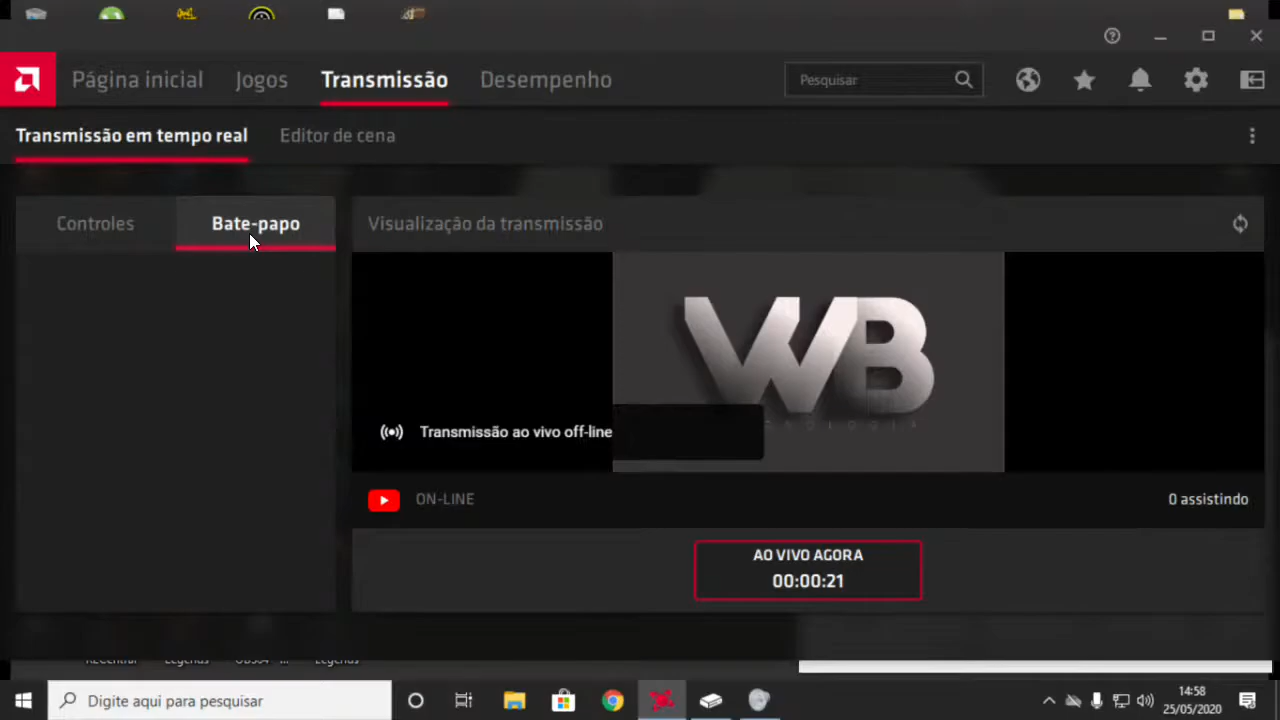 Página inicial
Jogos
Transmissão
Desempenho
Pesquisar
Transmissão em tempo real
Editor de cena
Controles
Bate-papo
Visualização da transmissão
WB
Transmissão ao vivo off-line
ON-LINE
0 assistindo
AO VIVO AGORA
00:00:21
Digite aqui para pesquisar
14:58
25/05/2020